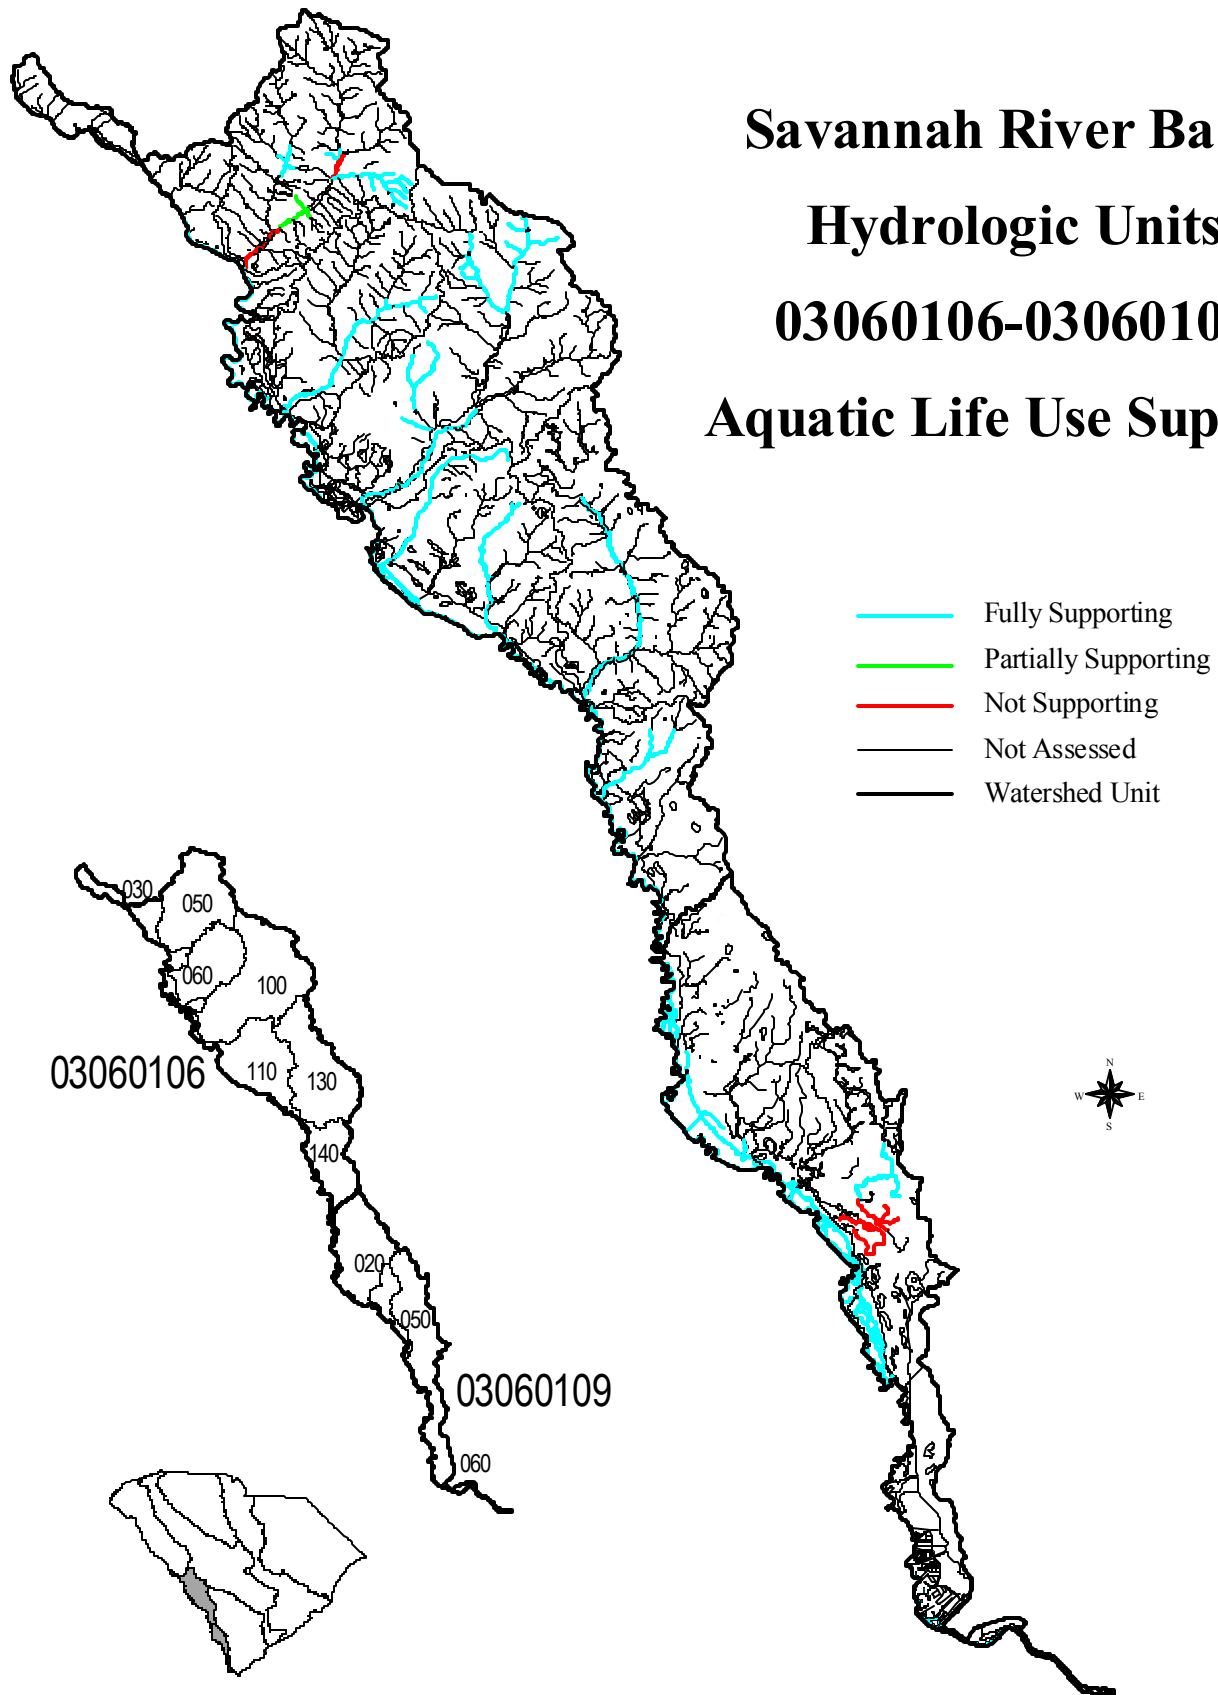 Savannah River Ba
Hydrologic Units
03060106-0306010
Aquatic Life Use Sup
Fully Supporting
Partially Supporting
Not Supporting
Not Assessed
Watershed Unit
030
050
060
100
03060106
110
130
140
020
050
03060109
060
N
W
E
S